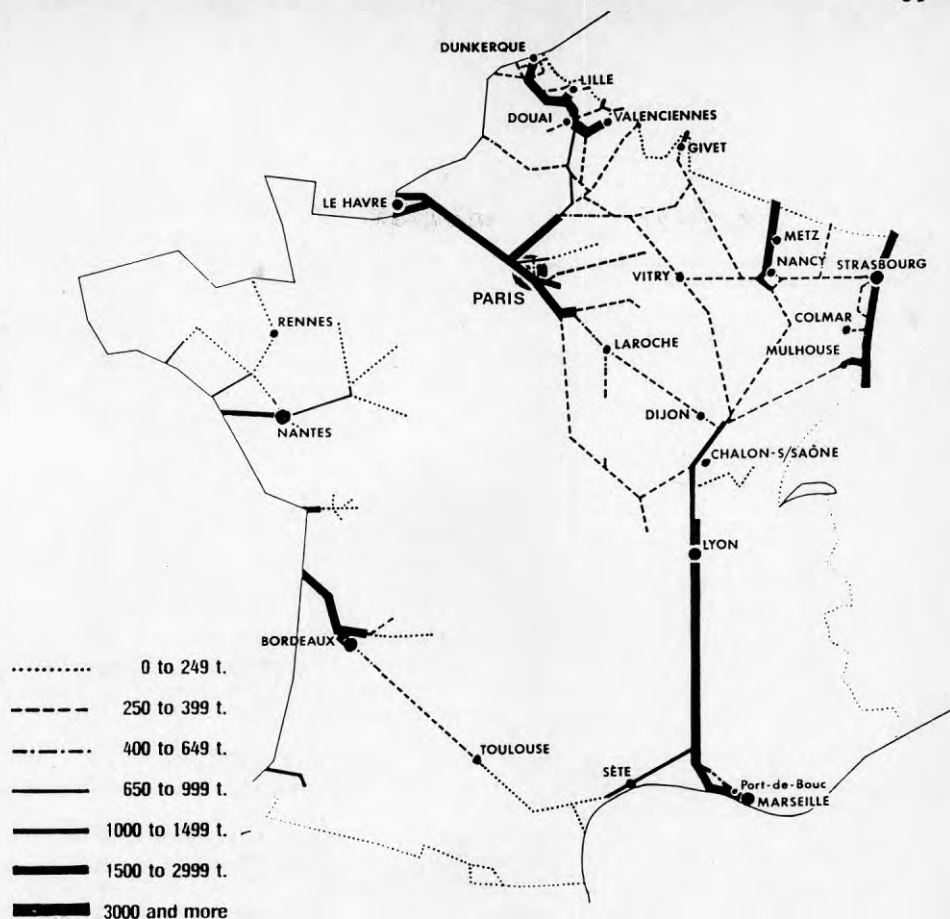 DUNKERQUE
LILLE
DOUAI
VALENCIENNES
GIVET
LE HAVRE
METZ
NANCY
STRASBOURG
PARIS
VITRY
COLMAR
RENNES
LAROCHE
MULHOUSE
NANTES
DIJON
CHALON-S/SAÔNE
LYON
BORDEAUX
0 to 249 t.
250 to 399 t.
400 to 649 t.
650 to 999 t.
1000 to 1499 t.
1500 to 2999 t.
3000 and more
TOULOUSE
SÈTE
Port-de-Bouc
MARSEILLE